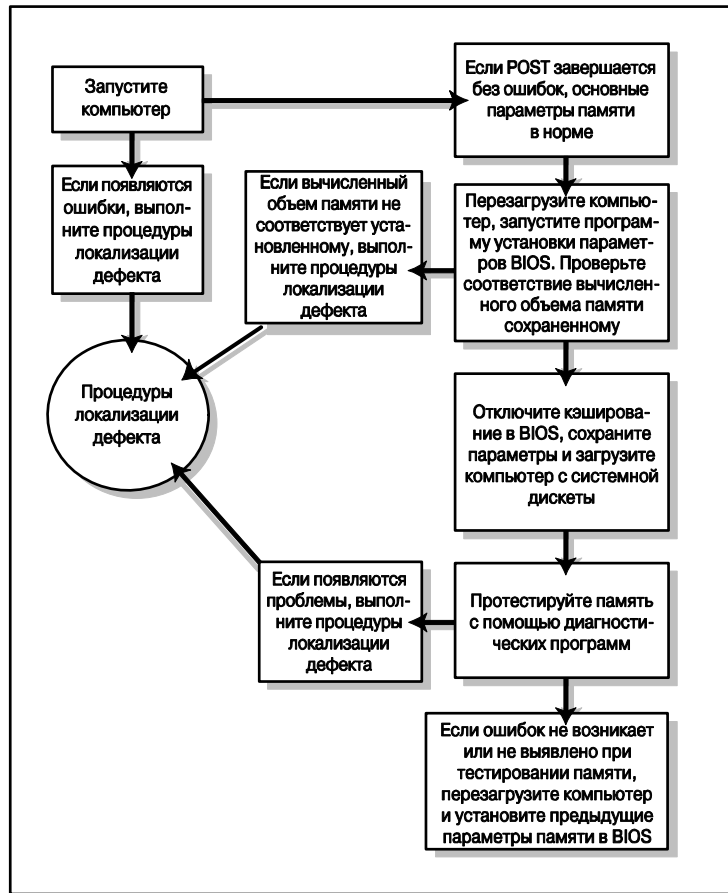 Запустите
компьютер
Если POST завершается
без ошибок, основные
параметры памяти
в норме
Если появляются
ошибки, выпол-
ните процедуры
локализации
дефекта
Если вычисленный
объем памяти не
соответствует уста-
новленному, выпол-
ните процедуры
локализации
дефекта
Перезагрузите компью-
тер, запустите програм-
му установки парамет-
ров BIOS. Проверьте
соответствие вычислен-
ного объема памяти
сохраненному
Процедуры
локализации
дефекта
Отключите кэширова-
ние в BIOS, сохраните
параметры и загрузите
компьютер с системной
дискеты
Если появляются
проблемы, выпол-
ните процедуры
локализации
дефекта
Протестируйте память
с помощью диагности-
ческих программ
Если ошибок не возникает
или не выявлено при
тестировании памяти,
перезагрузите компьютер
и установите предыдущие
параметры памяти в BIOS